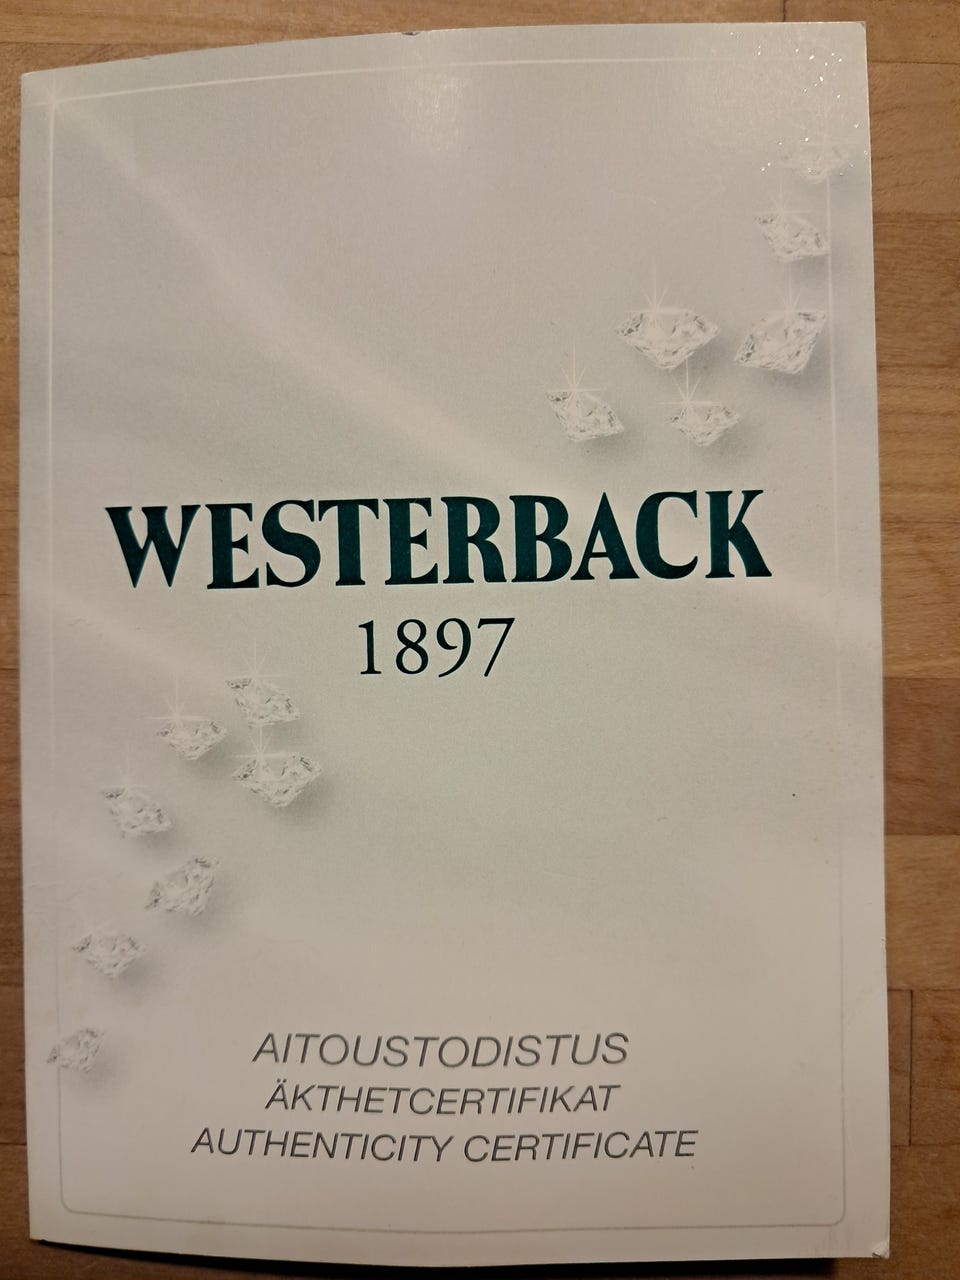 WESTERBACK
1897
AITOUSTODISTUS
ÄKTHETCERTIFIKAT
AUTHENTICITY CERTIFICATE